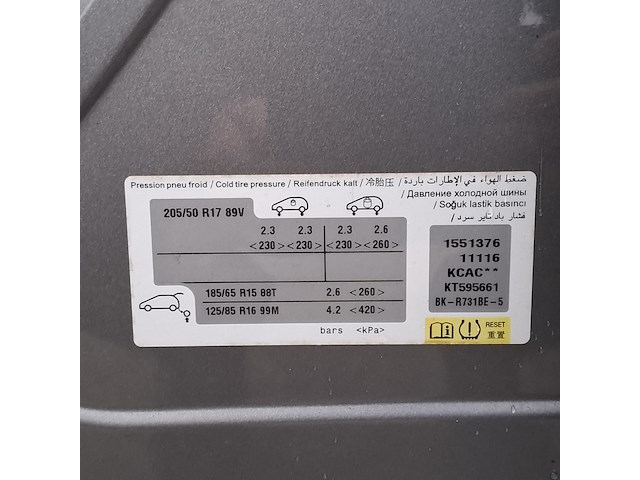 Pression pneu froid / Cold tire pressure / Reifendruck kalt / 冷胎压 / ضغط الهواء في الإطارات باردة
/ Давление холодной шины
/ Soğuk lastik basıncı
/ فشار باد تایر سرد
205/50 R17 89V
2.3 2.3 2.3 2.6
<230> <230> <230> <260>
185/65 R15 88T 2.6 <260>
125/85 R16 99M 4.2 <420>
bars <kPa>
1551376
11116
KCAC**
KT595661
BK-R731BE-5
RESET
重置